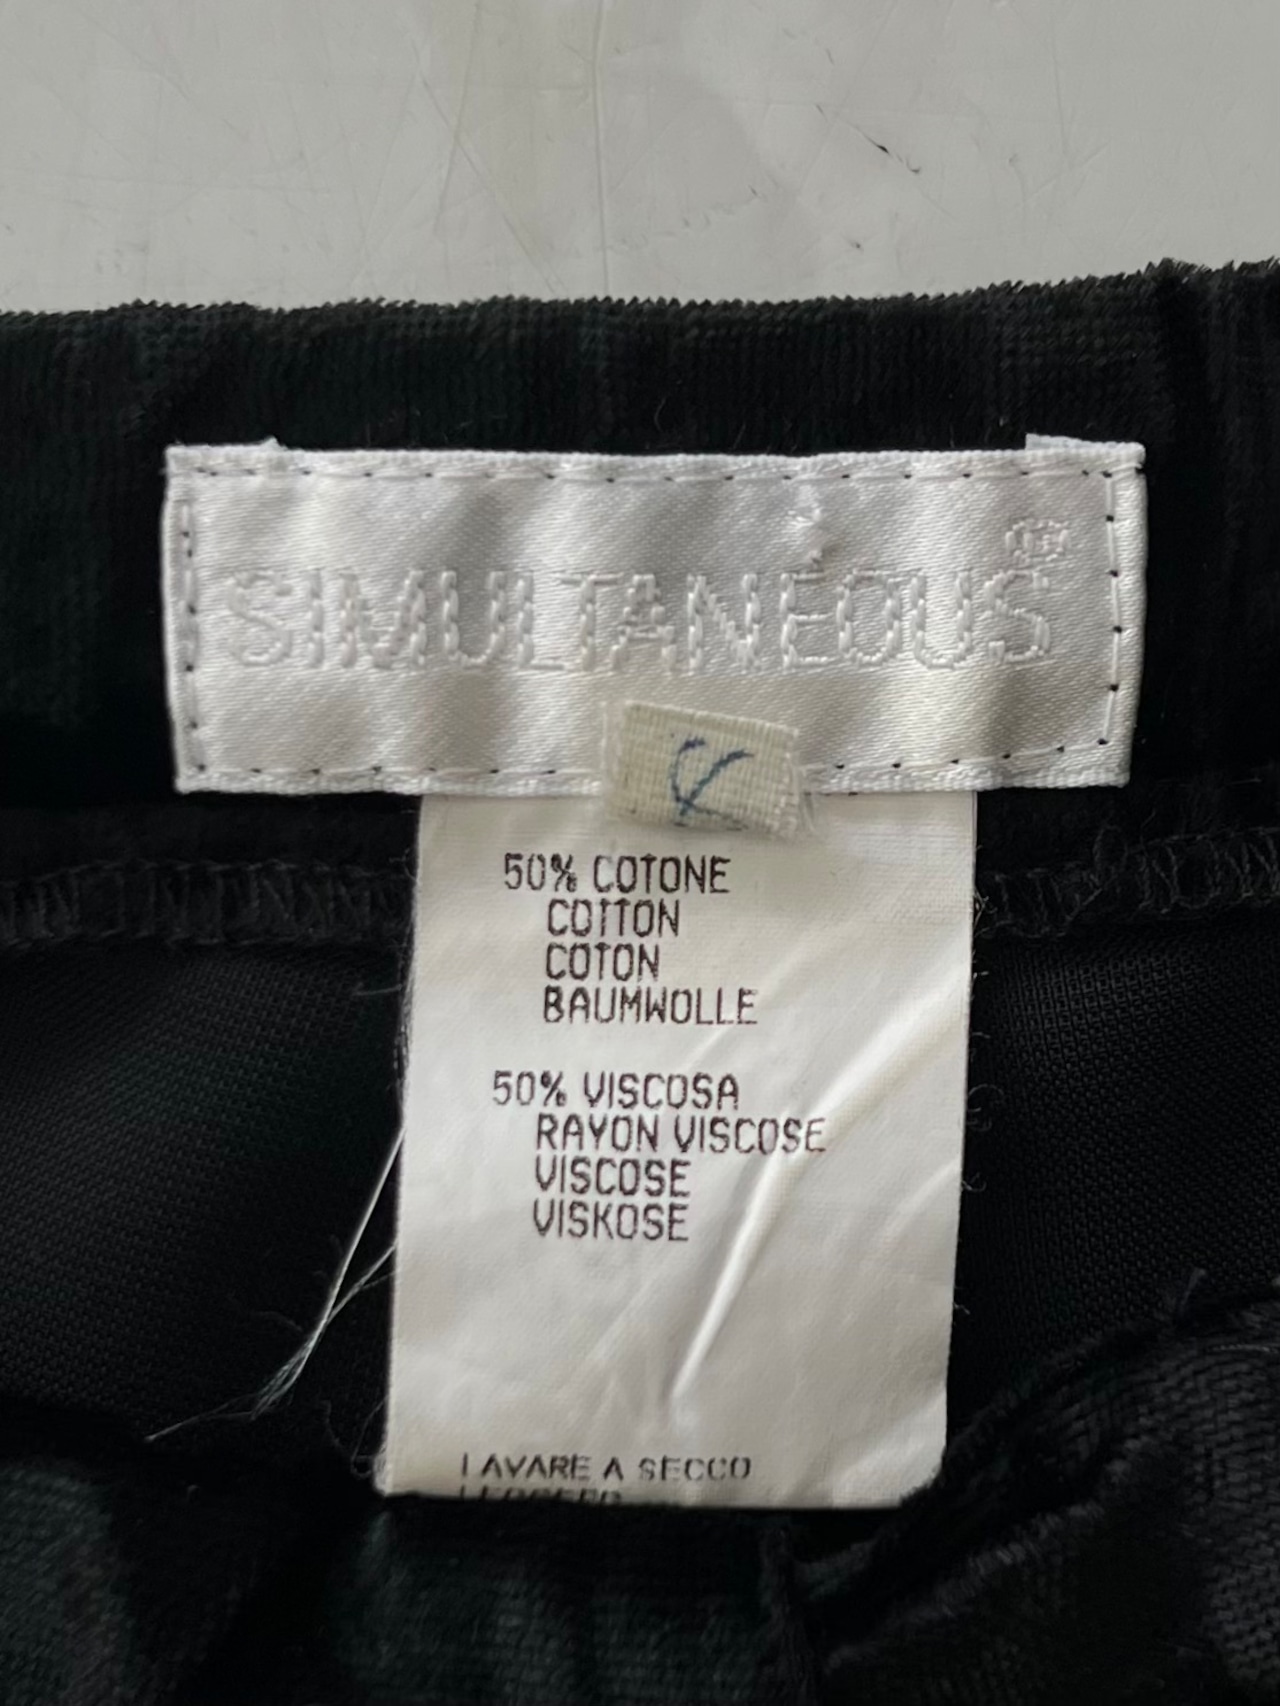 SIMULTANÉOUS®
50% COTONE
COTTON
COTON
BAUMWOLLE
50% VISCOSA
RAYON VISCOSE
VISCOSE
VISKOSE
LAVARE A SECCO